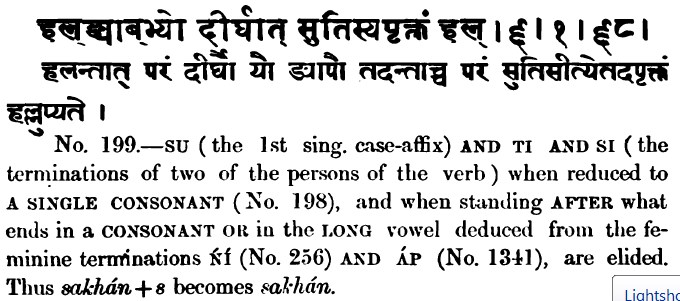 हल्ङ्याब्भ्यो दीर्घात् सुतिस्यपृक्तं हल् । ६ । १ । ६८ ।
हलन्तात् परं दीर्घौ यौ ङ्यापौ तदन्ताच्च परं सुतिसीत्येतदपृक्तं
हल्लुप्यते ।
No. 199.—SU ( the 1st sing. case-affix) AND TI AND SI ( the
terminations of two of the persons of the verb ) when reduced to
A SINGLE CONSONANT ( No. 198), and when standing AFTER what
ends in a CONSONANT OR in the LONG vowel deduced from the fe-
minine terminations ṄÍ (No. 256) AND ÁP (No. 1341), are elided.
Thus sakhán+s becomes sakhán.
Lightsho